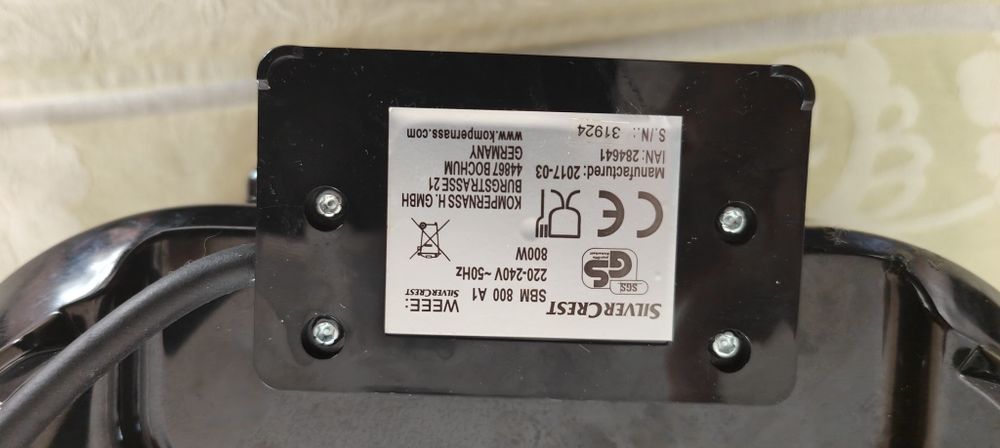 SILVERCREST
SGS
GS
SBM 800 A1
220-240V ~50Hz
800W
WEEE:
SILVERCREST
CE
KOMPERNASS H. GMBH
BURGSTRASSE 21
44867 BOCHUM
GERMANY
www.kompernass.com
Manufactured: 2017-03
IAN: 284641
S./N.: 31924